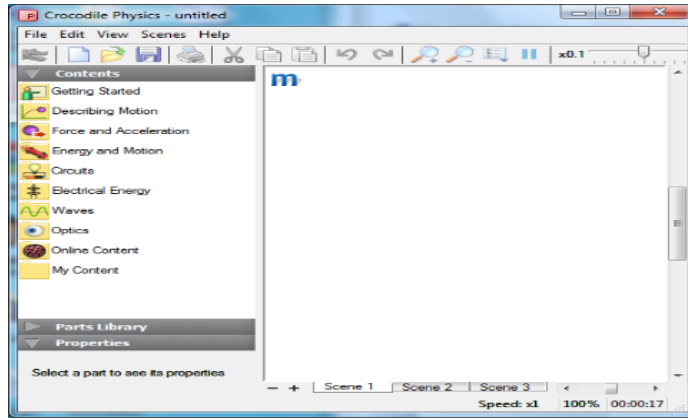 Crocodile Physics - untitled
File Edit View Scenes Help
x0.1
Contents
Getting Started
Describing Motion
Force and Acceleration
Energy and Motion
Circuits
Electrical Energy
Waves
Optics
Online Content
My Content
Parts Library
Properties
Select a part to see its properties
m
Scene 1 Scene 2 Scene 3
Speed: x1 100% 00:00:17